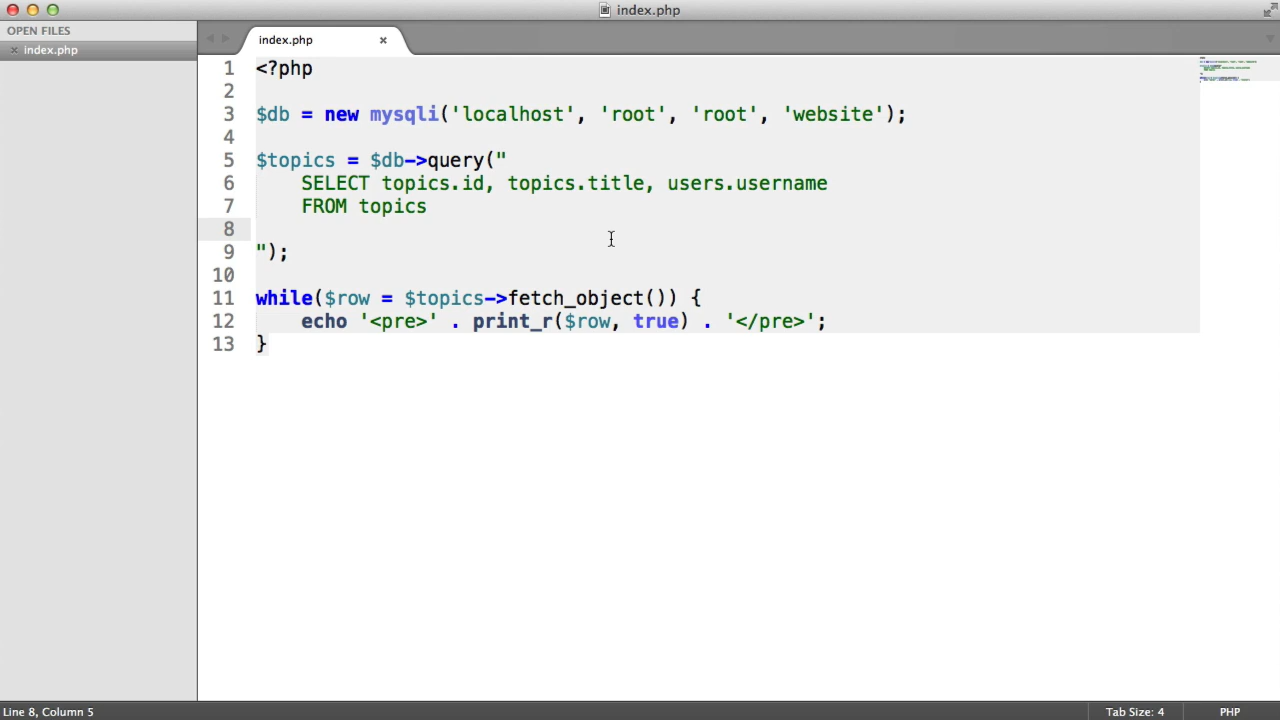 index.php
OPEN FILES
index.php
index.php
1 <?php
2
3 $db = new mysqli('localhost', 'root', 'root', 'website');
4
5 $topics = $db->query("
6     SELECT topics.id, topics.title, users.username
7     FROM topics
8
9 ");
10
11 while($row = $topics->fetch_object()) {
12     echo '<pre>' . print_r($row, true) . '</pre>';
13 }
Line 8, Column 5
Tab Size: 4
PHP